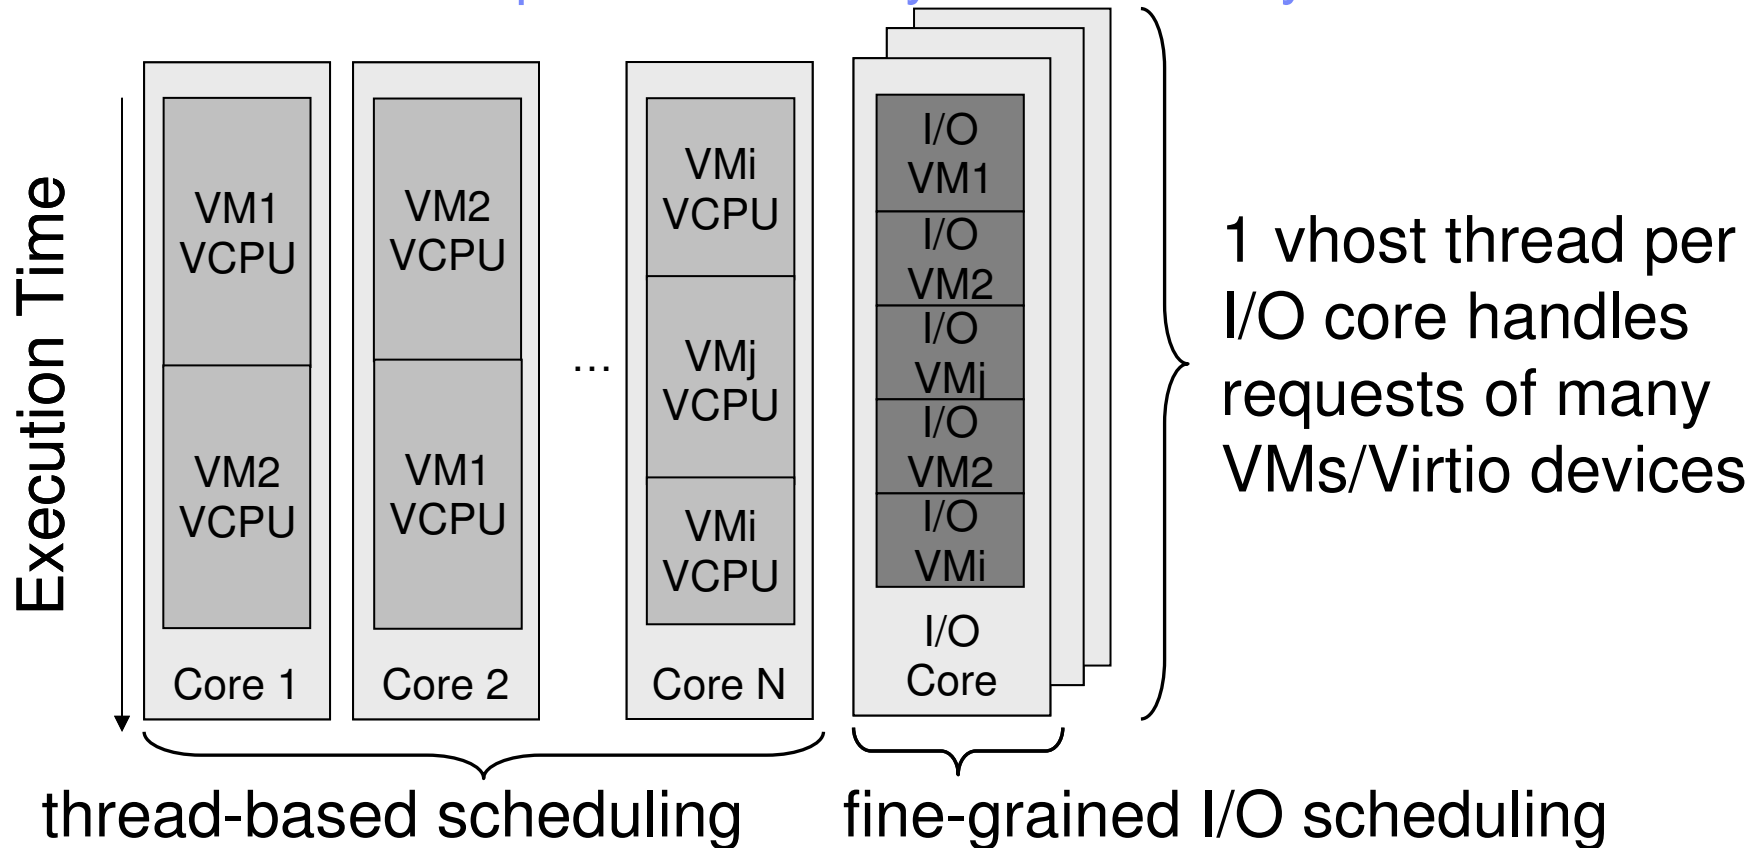 Execution Time
VM1
VCPU
VM2
VCPU
Core 1
VM2
VCPU
VM1
VCPU
Core 2
...
VMi
VCPU
VMj
VCPU
VMi
VCPU
Core N
I/O
VM1
I/O
VM2
I/O
VMj
I/O
VM2
I/O
VMi
I/O
Core
1 vhost thread per
I/O core handles
requests of many
VMs/Virtio devices
thread-based scheduling
fine-grained I/O scheduling